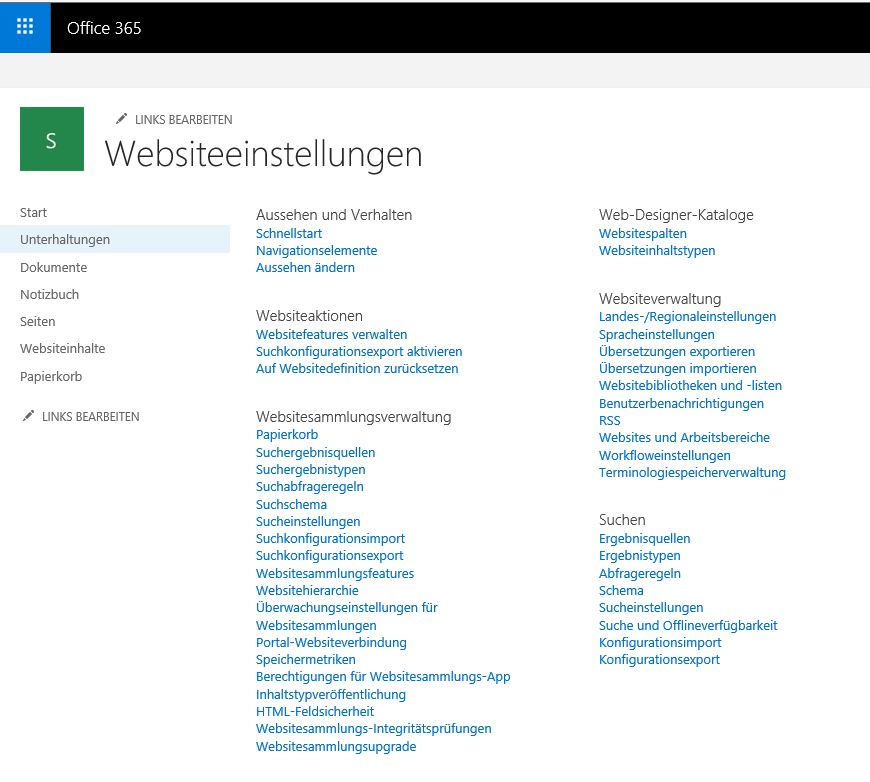 Office 365
S
LINKS BEARBEITEN
Websiteeinstellungen
Start
Unterhaltungen
Dokumente
Notizbuch
Seiten
Websiteinhalte
Papierkorb
LINKS BEARBEITEN
Aussehen und Verhalten
Schnellstart
Navigationselemente
Aussehen ändern
Websiteaktionen
Websitefeatures verwalten
Suchkonfigurationsexport aktivieren
Auf Websitedefinition zurücksetzen
Websitesammlungsverwaltung
Papierkorb
Suchergebnisquellen
Suchergebnistypen
Suchabfrageregeln
Suchschema
Sucheinstellungen
Suchkonfigurationsimport
Suchkonfigurationsexport
Websitesammlungsfeatures
Websitehierarchie
Überwachungseinstellungen für
Websitesammlungen
Portal-Websiteverbindung
Speichermetriken
Berechtigungen für Websitesammlungs-App
Inhaltstypveröffentlichung
HTML-Feldsicherheit
Websitesammlungs-Integritätsprüfungen
Websitesammlungsupgrade
Web-Designer-Kataloge
Websitespalten
Websiteinhaltstypen
Websiteverwaltung
Landes-/Regionaleinstellungen
Spracheinstellungen
Übersetzungen exportieren
Übersetzungen importieren
Websitebibliotheken und -listen
Benutzerbenachrichtigungen
RSS
Websites und Arbeitsbereiche
Workfloweinstellungen
Terminologiespeicherverwaltung
Suchen
Ergebnisquellen
Ergebnistypen
Abfrageregeln
Schema
Sucheinstellungen
Suche und Offlineverfügbarkeit
Konfigurationsimport
Konfigurationsexport